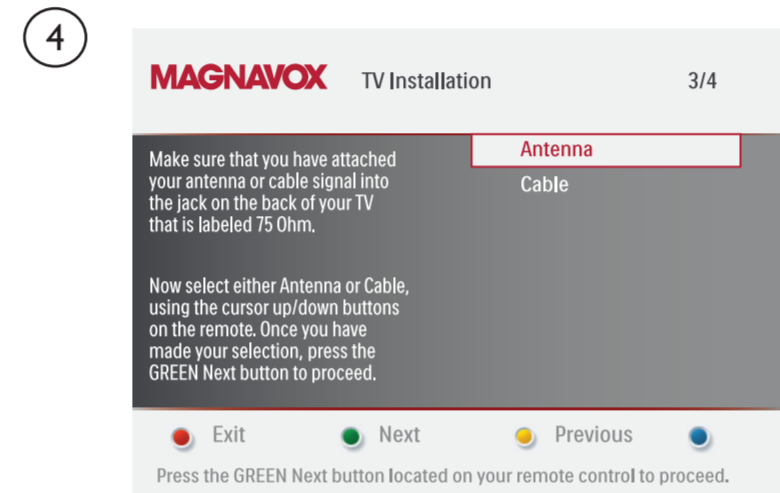 4
MAGNAVOX TV Installation 3/4
Make sure that you have attached
your antenna or cable signal into
the jack on the back of your TV
that is labeled 75 Ohm.
Antenna
Cable
Now select either Antenna or Cable,
using the cursor up/down buttons
on the remote. Once you have
made your selection, press the
GREEN Next button to proceed.
Exit Next Previous
Press the GREEN Next button located on your remote control to proceed.